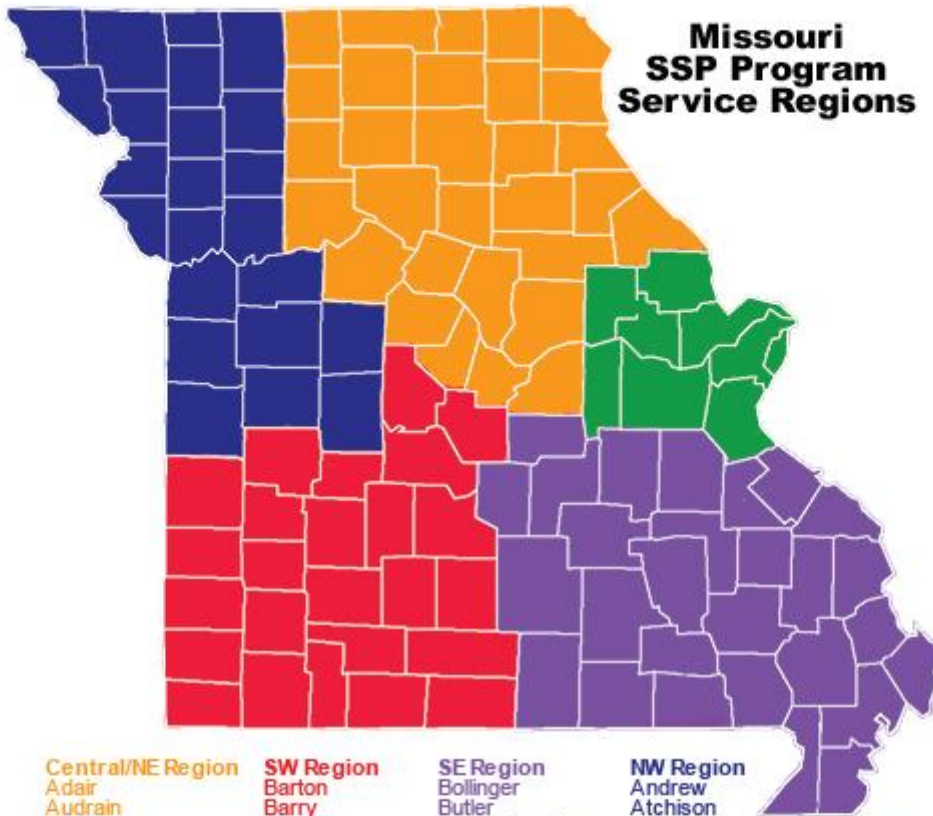 Missouri
SSP Program
Service Regions
Central/NE Region
Adair
Audrain
SW Region
Barton
Barry
SE Region
Bollinger
Butler
NW Region
Andrew
Atchison